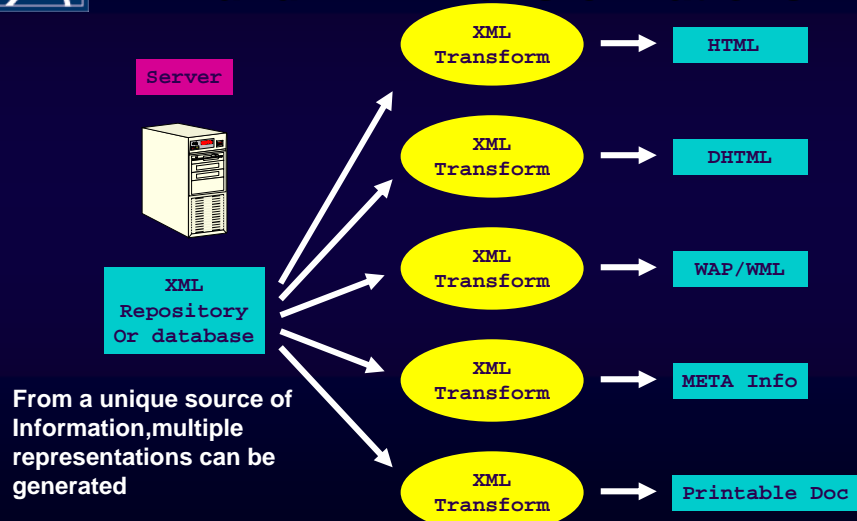 XML
Transform
HTML
Server
XML
Transform
DHTML
XML
Transform
WAP/WML
XML
Repository
Or database
XML
Transform
META Info
From a unique source of
Information,multiple
representations can be
generated
XML
Transform
Printable Doc